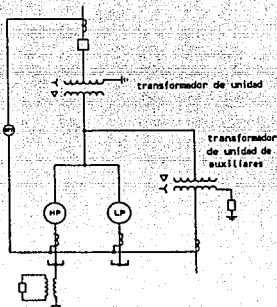 transformador de unidad
transformador
de unidad de
auxiliares
HP
LP